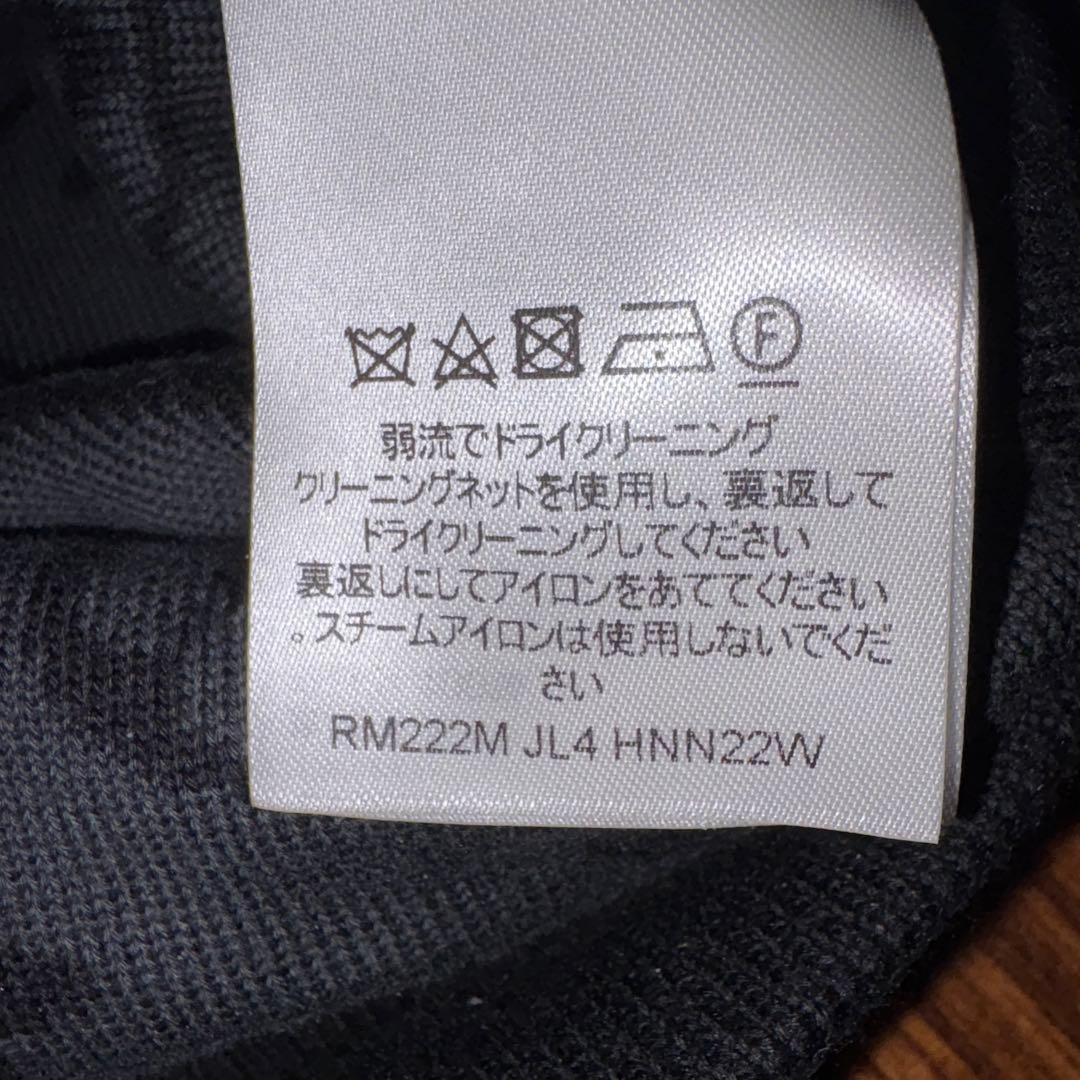 F
弱流でドライクリーニング
クリーニングネットを使用し、裏返して
ドライクリーニングしてください
裏返しにしてアイロンをあててください
。スチームアイロンは使用しないでくだ
さい
RM222M JL4 HNN22W